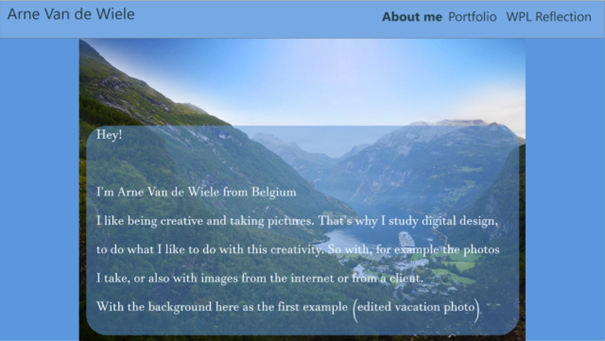 Arne Van de Wiele
About me Portfolio WPL Reflection
Hey!
I'm Arne Van de Wiele from Belgium
I like being creative and taking pictures. That's why I study digital design,
to do what I like to do with this creativity. So with, for example the photos
I take, or also with images from the internet or from a client.
With the background here as the first example (edited vacation photo)